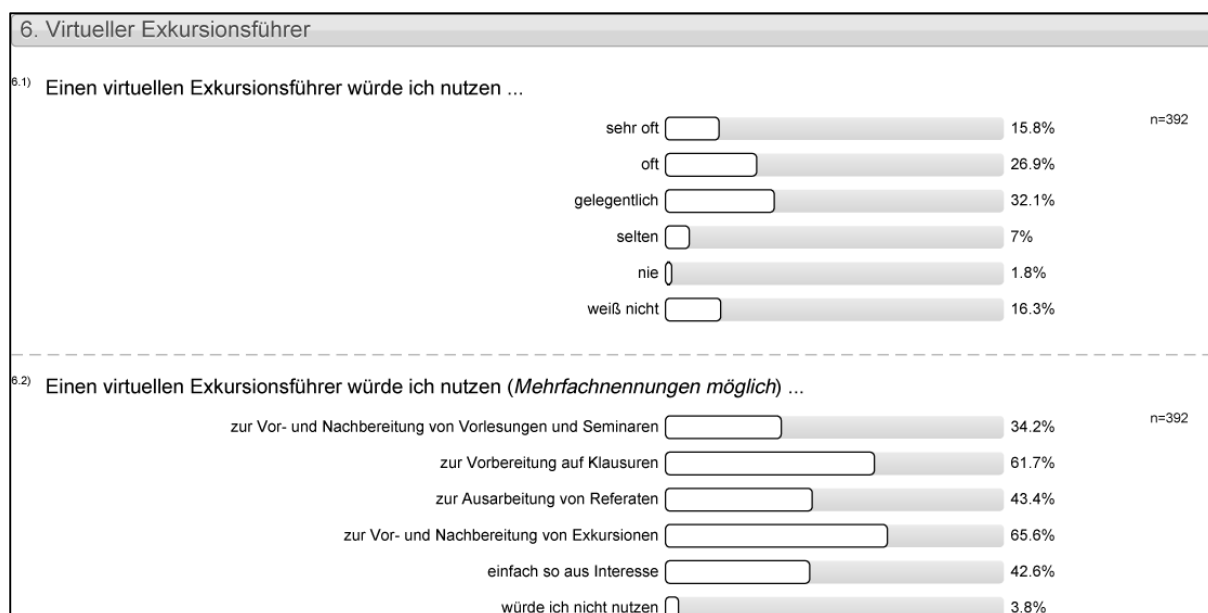 6. Virtueller Exkursionsführer
6.1) Einen virtuellen Exkursionsführer würde ich nutzen ...
sehr oft 15.8% n=392
oft 26.9%
gelegentlich 32.1%
selten 7%
nie 1.8%
weiß nicht 16.3%
6.2) Einen virtuellen Exkursionsführer würde ich nutzen (Mehrfachnennungen möglich) ...
zur Vor- und Nachbereitung von Vorlesungen und Seminaren 34.2% n=392
zur Vorbereitung auf Klausuren 61.7%
zur Ausarbeitung von Referaten 43.4%
zur Vor- und Nachbereitung von Exkursionen 65.6%
einfach so aus Interesse 42.6%
würde ich nicht nutzen 3.8%